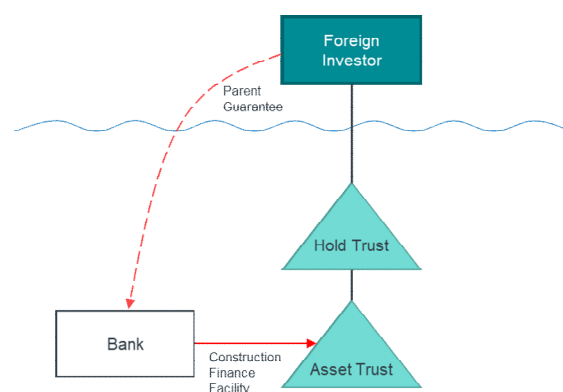 Foreign
Investor
Parent
Guarantee
Hold Trust
Bank
Construction
Finance
Facility
Asset Trust